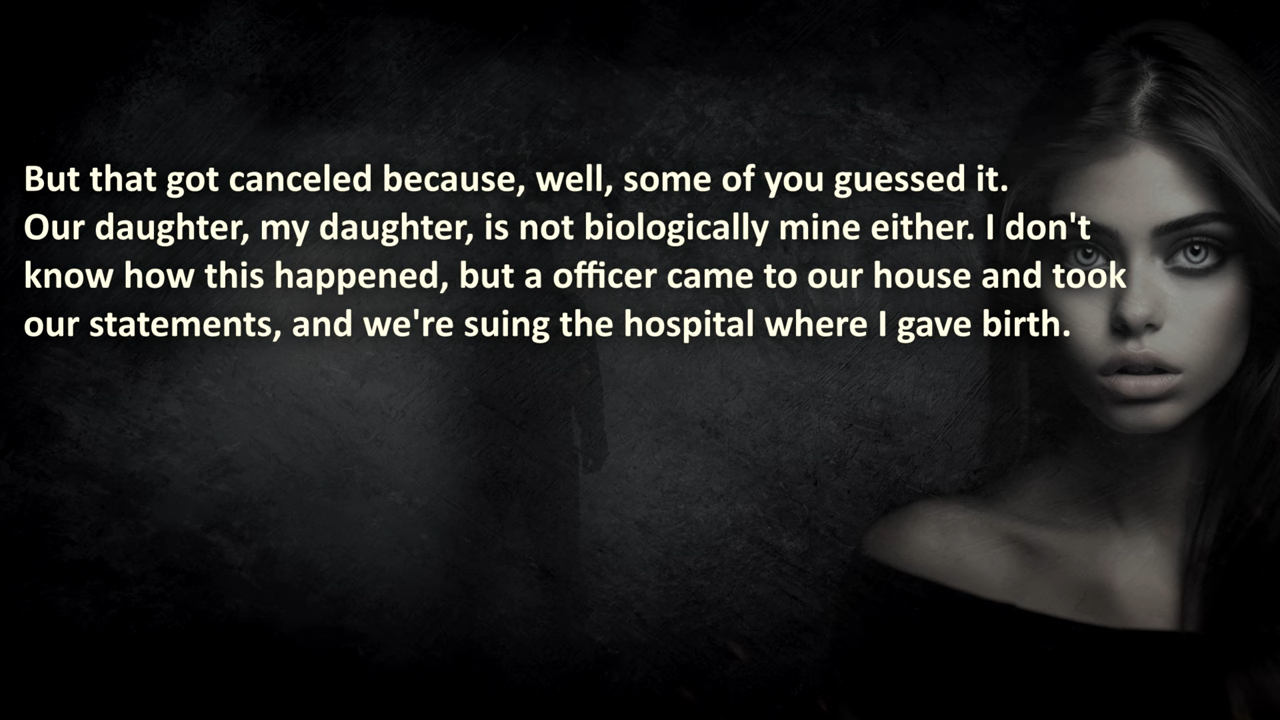 But that got canceled because, well, some of you guessed it.
Our daughter, my daughter, is not biologically mine either. I don't
know how this happened, but a officer came to our house and took
our statements, and we're suing the hospital where I gave birth.